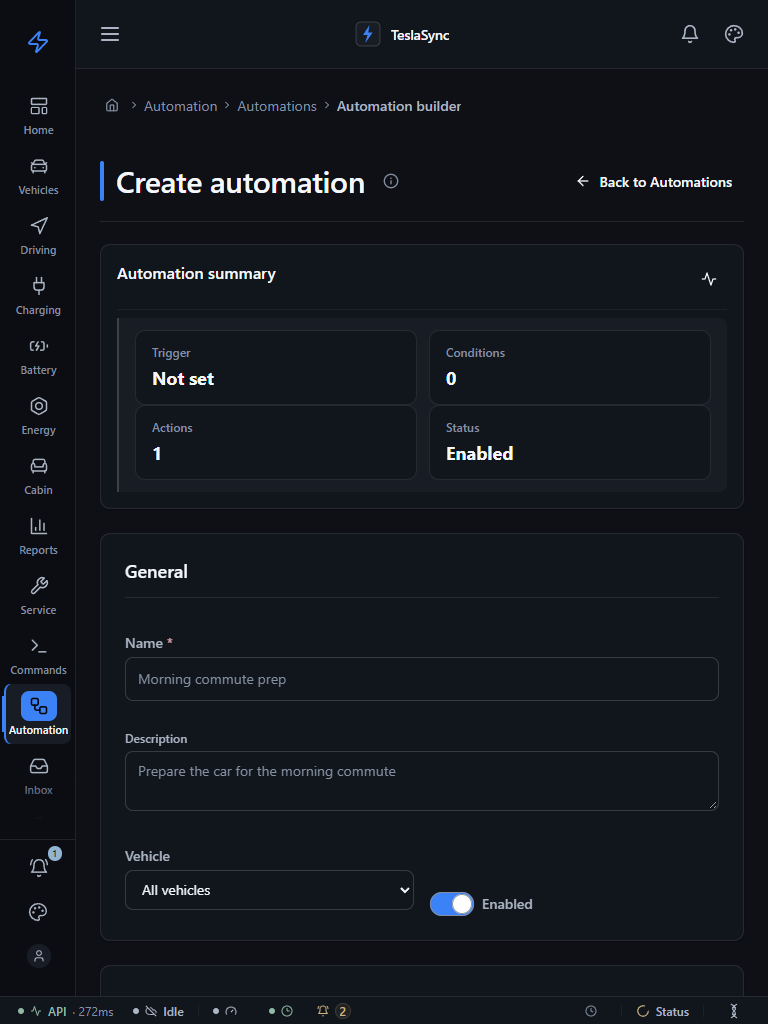 TeslaSync
Home
Vehicles
Driving
Charging
Battery
Energy
Cabin
Reports
Service
Commands
Automation
Inbox
1
Automation > Automations > Automation builder
Create automation
Back to Automations
Automation summary
Trigger
Not set
Conditions
0
Actions
1
Status
Enabled
General
Name *
Morning commute prep
Description
Prepare the car for the morning commute
Vehicle
All vehicles
Enabled
API · 272ms
Idle
2
Status